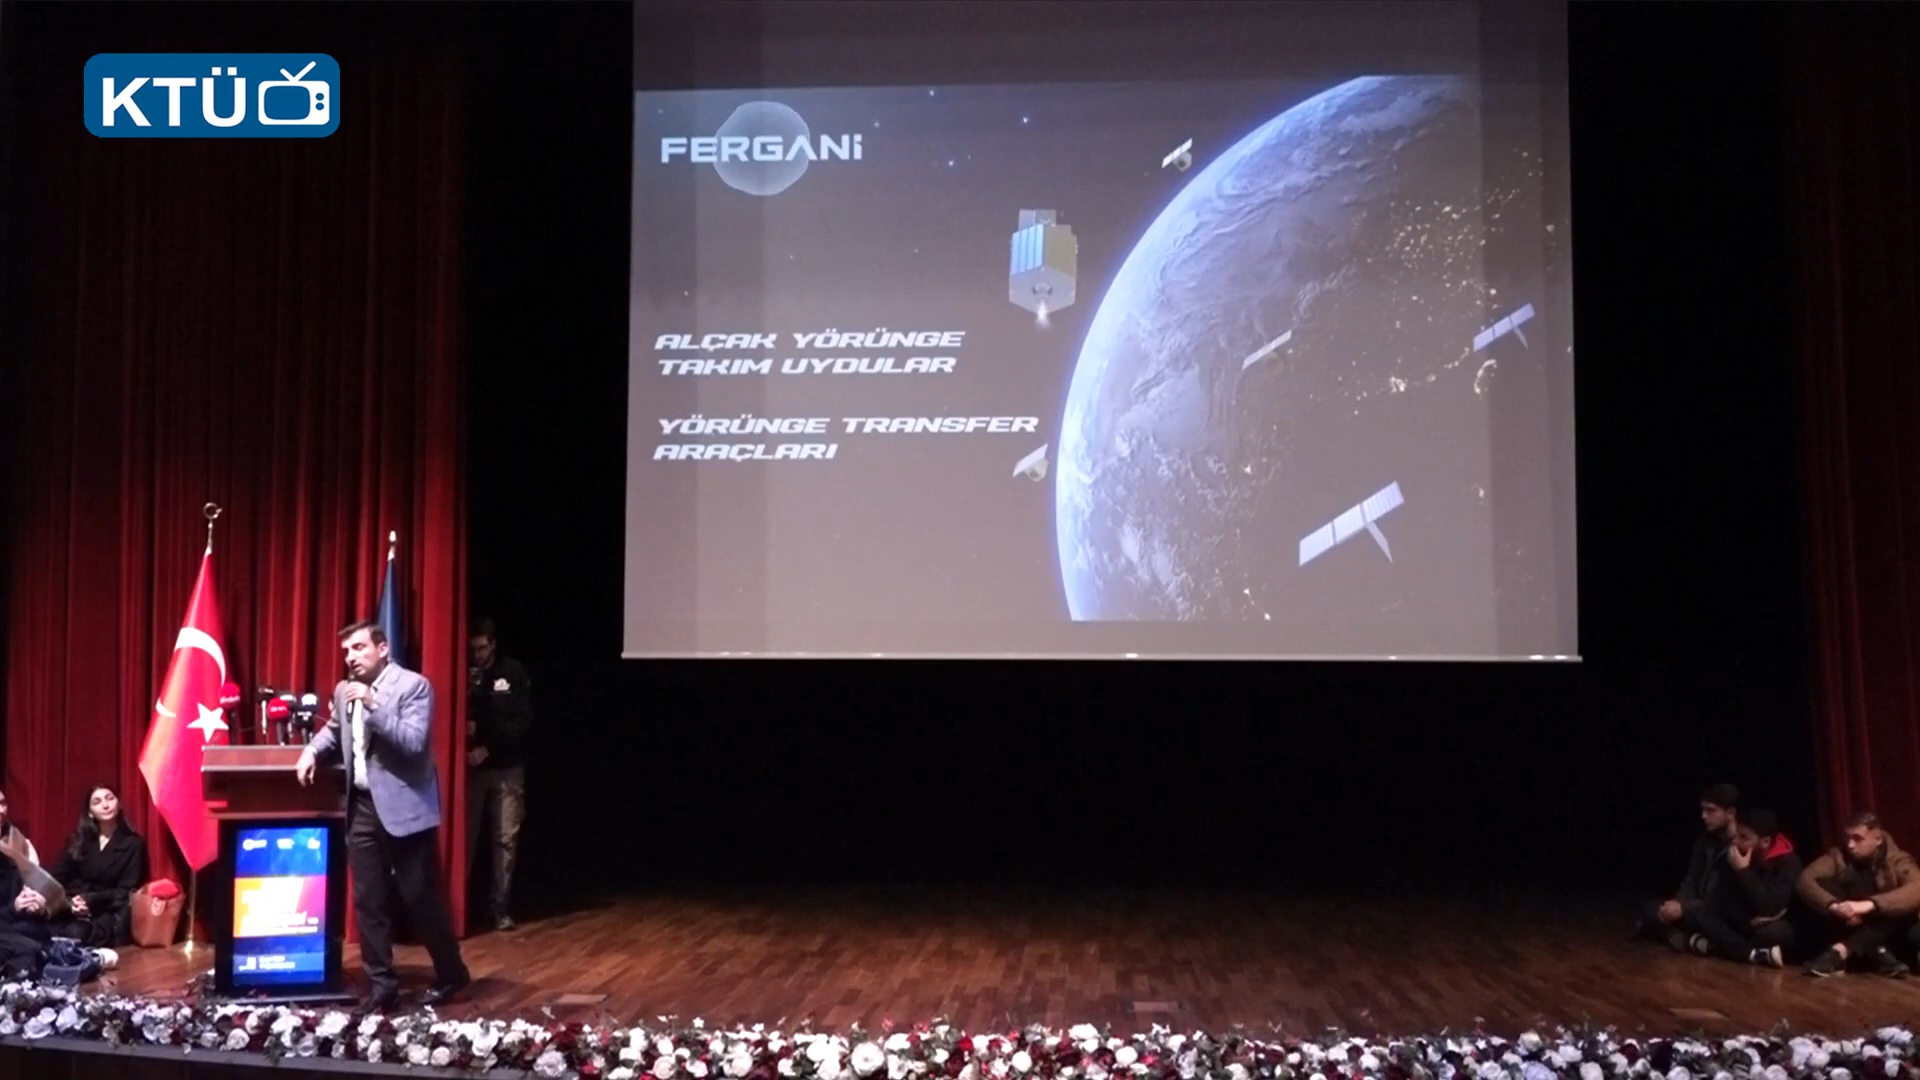 KTÜ
FERGANİ
ALÇAK YÖRÜNGE
TAKIM UYDULAR
YÖRÜNGE TRANSFER
ARAÇLARI